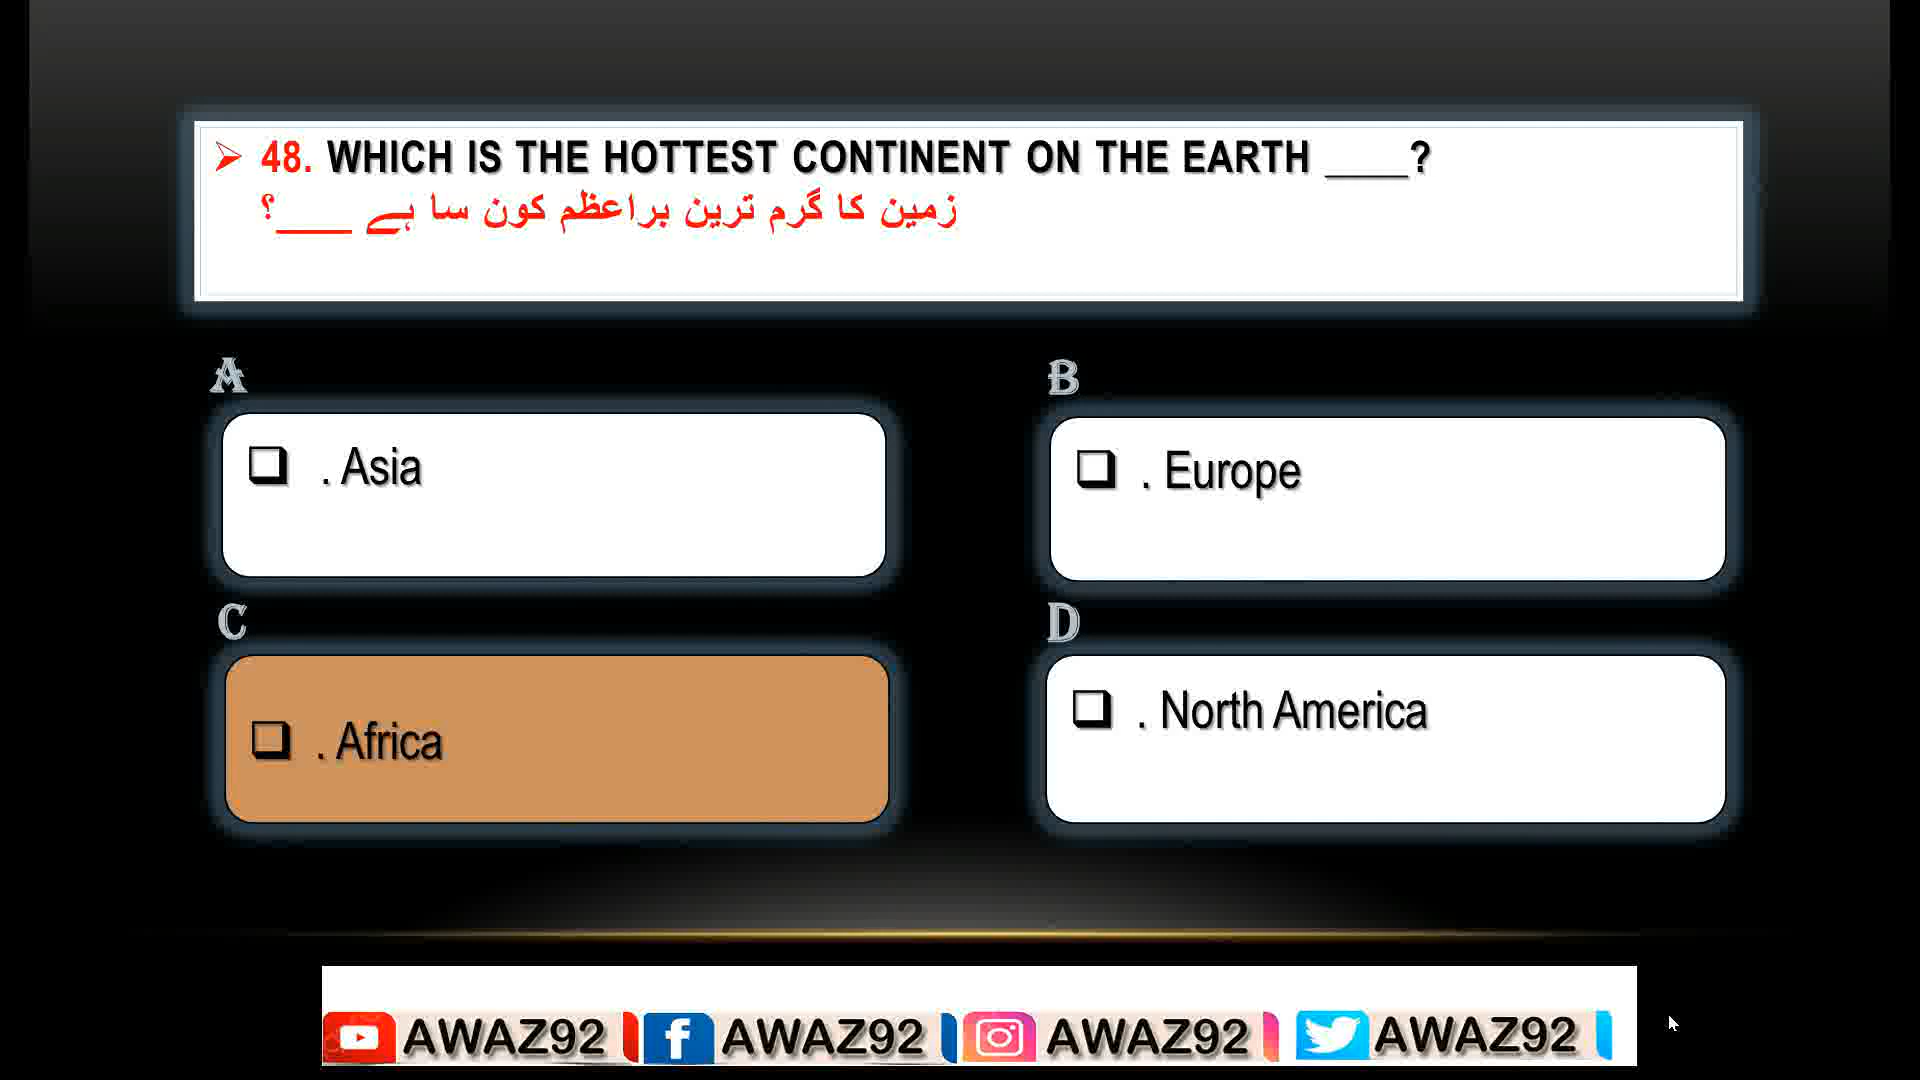 48. WHICH IS THE HOTTEST CONTINENT ON THE EARTH ____?
زمین کا گرم ترین براعظم کون سا ہے ____؟
A
. Asia
B
. Europe
C
. Africa
D
. North America
AWAZ92 AWAZ92 AWAZ92 AWAZ92